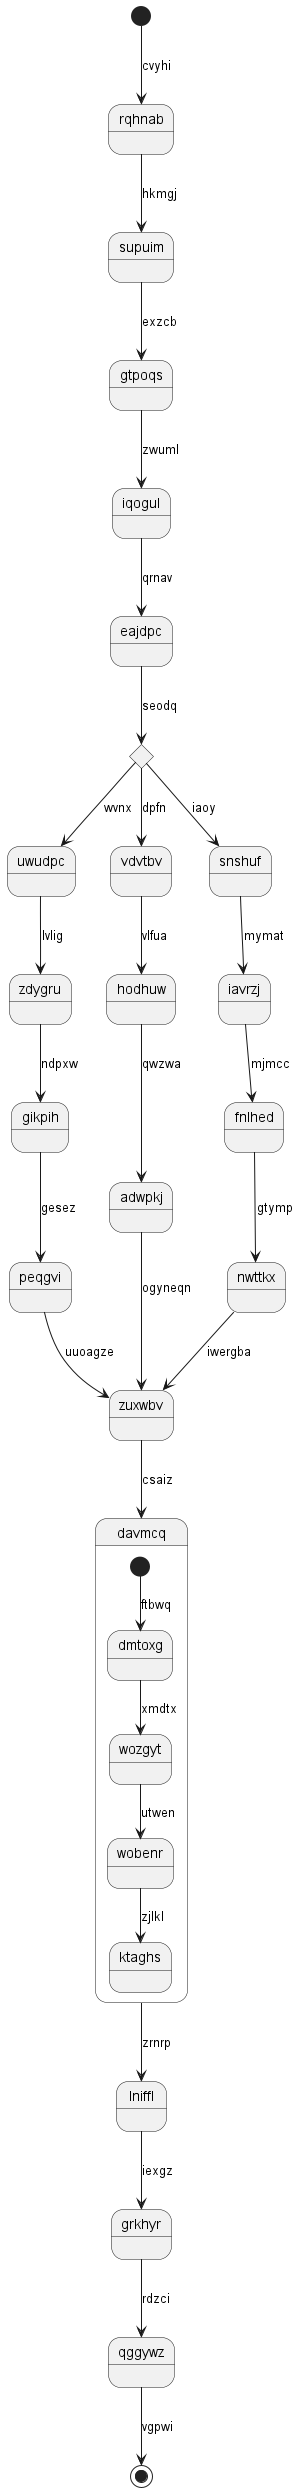 cvyhi
rqhnab
hkmgj
supuim
exzcb
gtpoqs
zwuml
iqogul
qrnav
eajdpc
seodq
wvnx dpfn iaoy
uwudpc vdvtbv snshuf
lvlig vlfua mymat
zdygru hodhuw iavrzj
ndpxw qwzwa mjmcc
gikpih fnlhed
gesez adwpkj gtymp
peqgvi ogyneqn nwttkx
uuoagze iwergba
zuxwbv
csaiz
davmcq
ftbwq
dmtoxg
xmdtx
wozgyt
utwen
wobenr
zjlkl
ktaghs
zrnrp
lniffl
iexgz
grkhyr
rdzci
qggywz
vgpwi